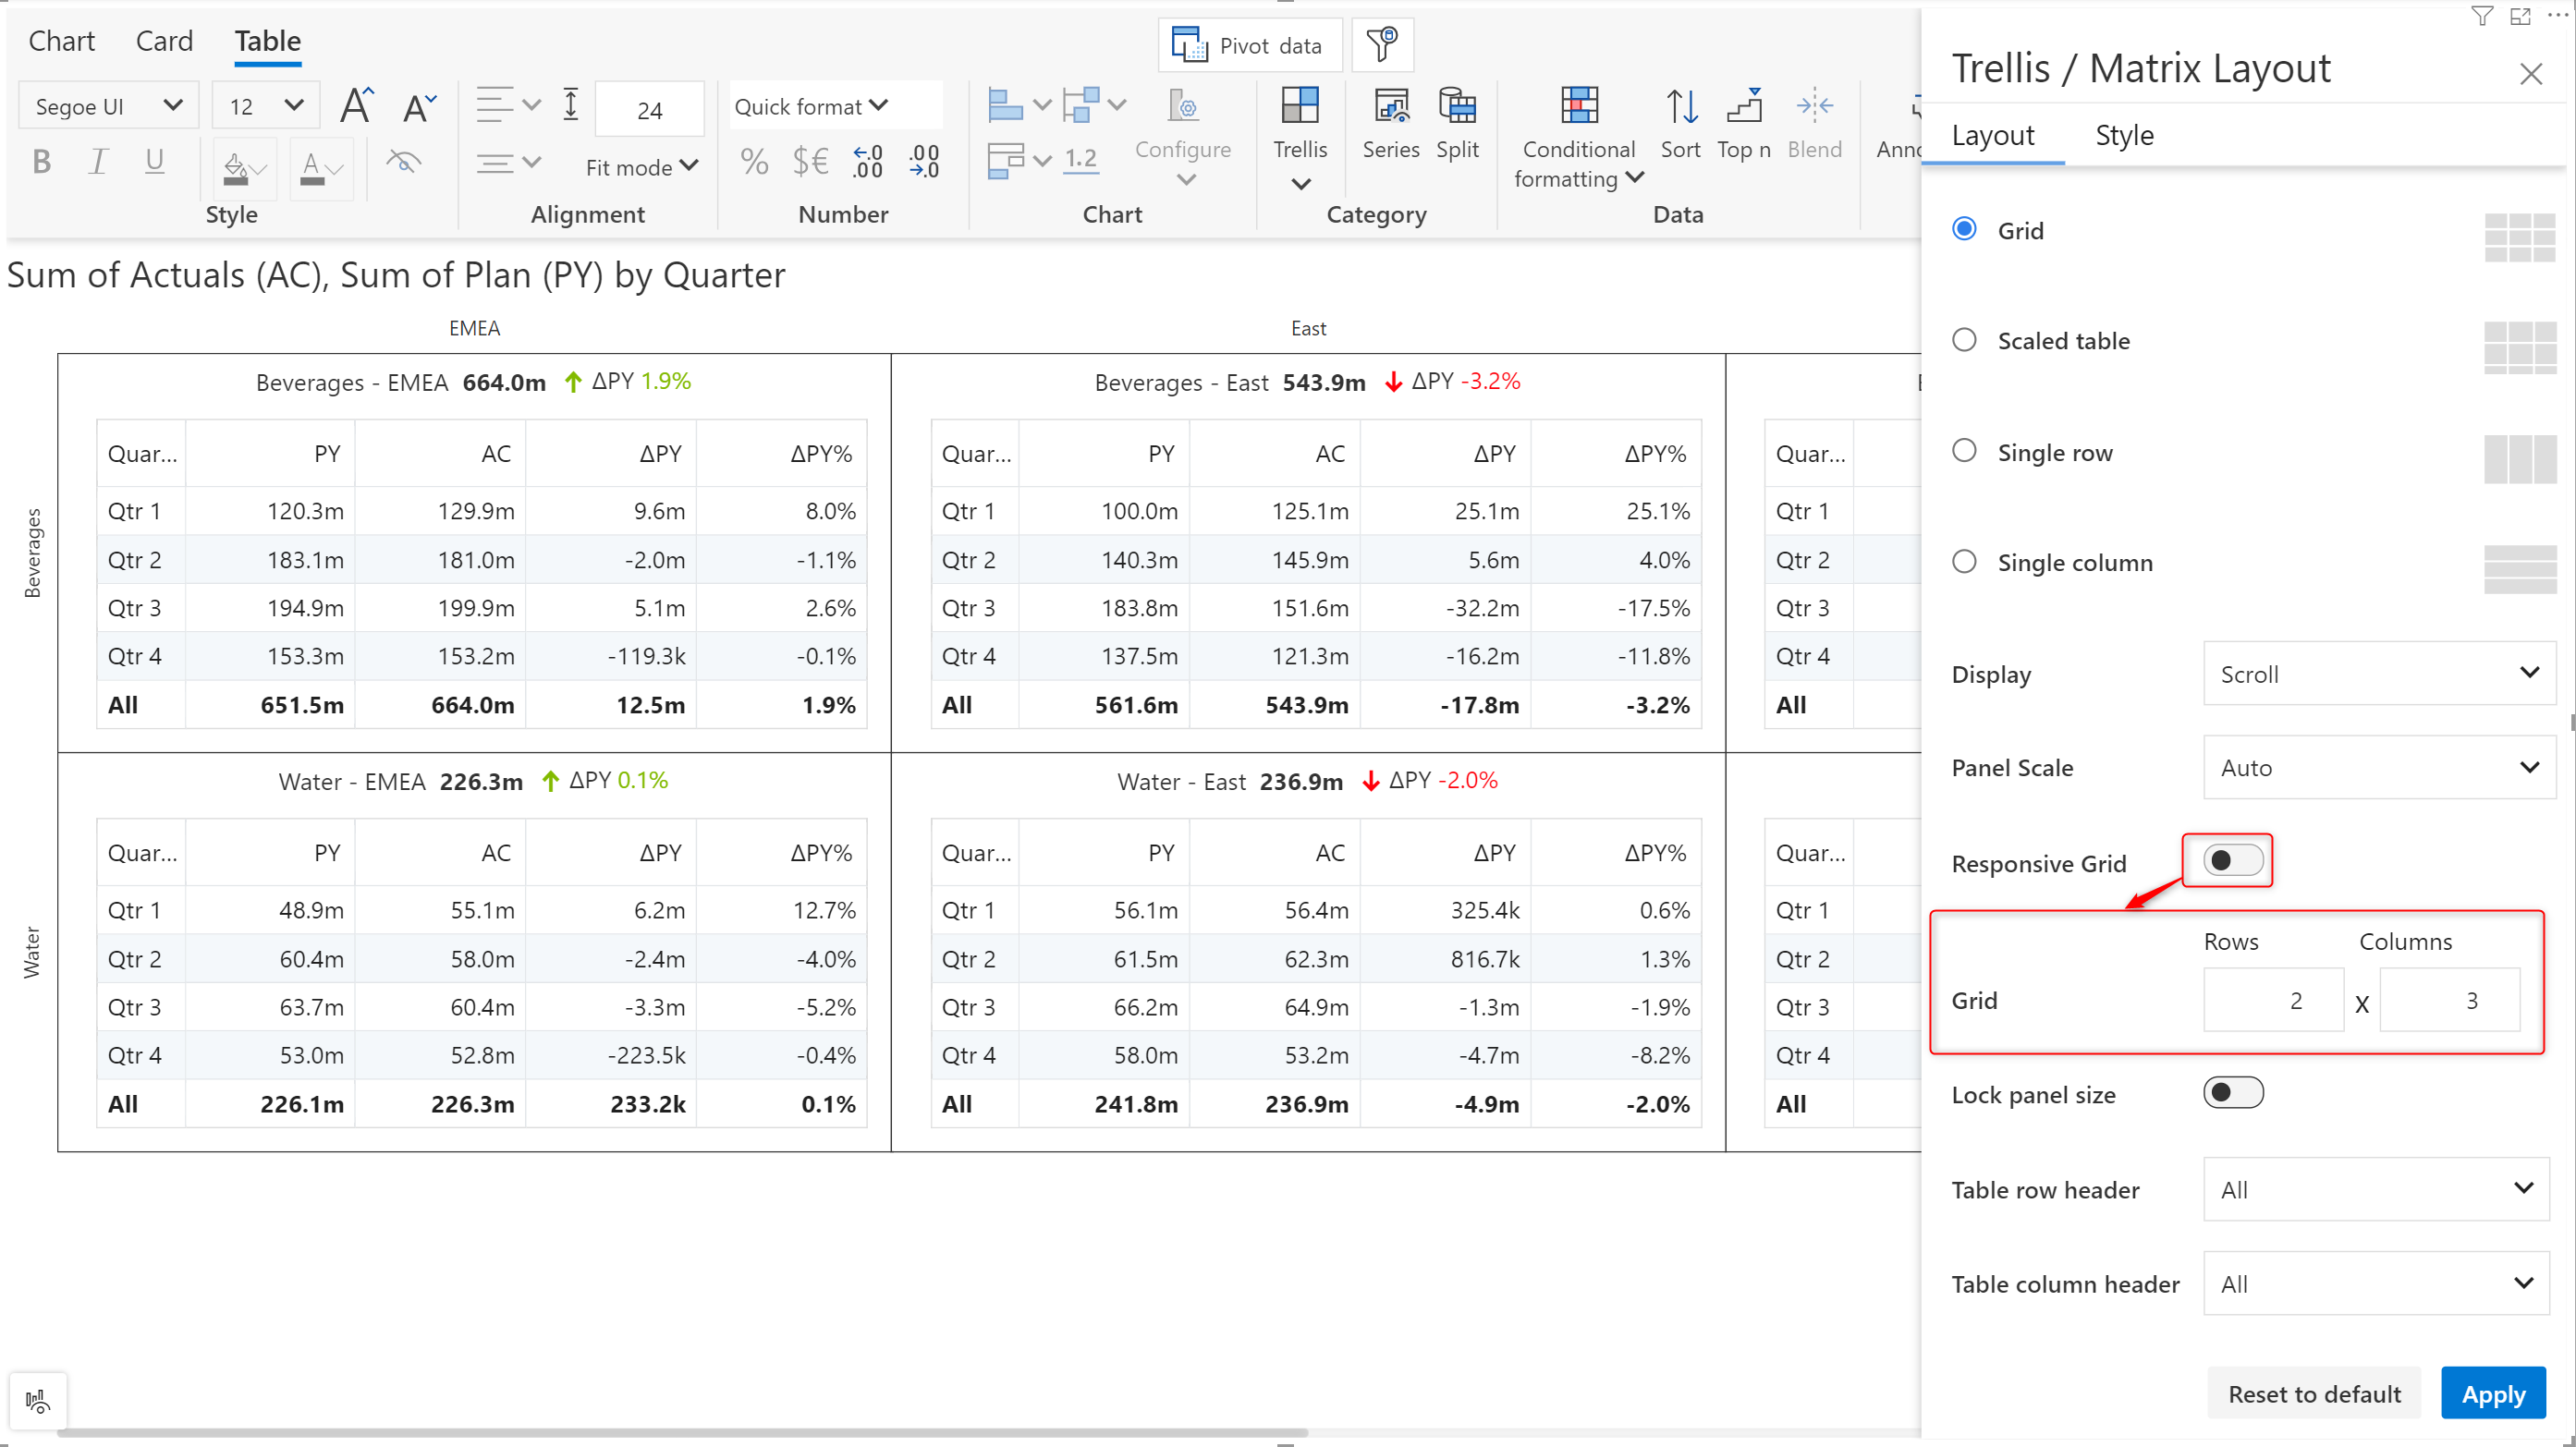 Chart Card Table
Pivot data
Segoe UI 12 24 Quick format
B I U A Fit mode % $€ 1.2 Configure Trellis Series Split Conditional formatting Sort Top n Blend
Style Alignment Number Chart Category Data
Sum of Actuals (AC), Sum of Plan (PY) by Quarter
EMEA East
Beverages
Beverages - EMEA 664.0m ΔPY 1.9%
Quar... PY AC ΔPY ΔPY%
Qtr 1 120.3m 129.9m 9.6m 8.0%
Qtr 2 183.1m 181.0m -2.0m -1.1%
Qtr 3 194.9m 199.9m 5.1m 2.6%
Qtr 4 153.3m 153.2m -119.3k -0.1%
All 651.5m 664.0m 12.5m 1.9%
Beverages - East 543.9m ΔPY -3.2%
Quar... PY AC ΔPY ΔPY%
Qtr 1 100.0m 125.1m 25.1m 25.1%
Qtr 2 140.3m 145.9m 5.6m 4.0%
Qtr 3 183.8m 151.6m -32.2m -17.5%
Qtr 4 137.5m 121.3m -16.2m -11.8%
All 561.6m 543.9m -17.8m -3.2%
Quar...
Qtr 1
Qtr 2
Qtr 3
Qtr 4
All
Water
Water - EMEA 226.3m ΔPY 0.1%
Quar... PY AC ΔPY ΔPY%
Qtr 1 48.9m 55.1m 6.2m 12.7%
Qtr 2 60.4m 58.0m -2.4m -4.0%
Qtr 3 63.7m 60.4m -3.3m -5.2%
Qtr 4 53.0m 52.8m -223.5k -0.4%
All 226.1m 226.3m 233.2k 0.1%
Water - East 236.9m ΔPY -2.0%
Quar... PY AC ΔPY ΔPY%
Qtr 1 56.1m 56.4m 325.4k 0.6%
Qtr 2 61.5m 62.3m 816.7k 1.3%
Qtr 3 66.2m 64.9m -1.3m -1.9%
Qtr 4 58.0m 53.2m -4.7m -8.2%
All 241.8m 236.9m -4.9m -2.0%
Quar...
Qtr 1
Qtr 2
Qtr 3
Qtr 4
All
Trellis / Matrix Layout
Layout Style
Grid
Scaled table
Single row
Single column
Display Scroll
Panel Scale Auto
Responsive Grid
Rows Columns
Grid 2 X 3
Lock panel size
Table row header All
Table column header All
Reset to default Apply